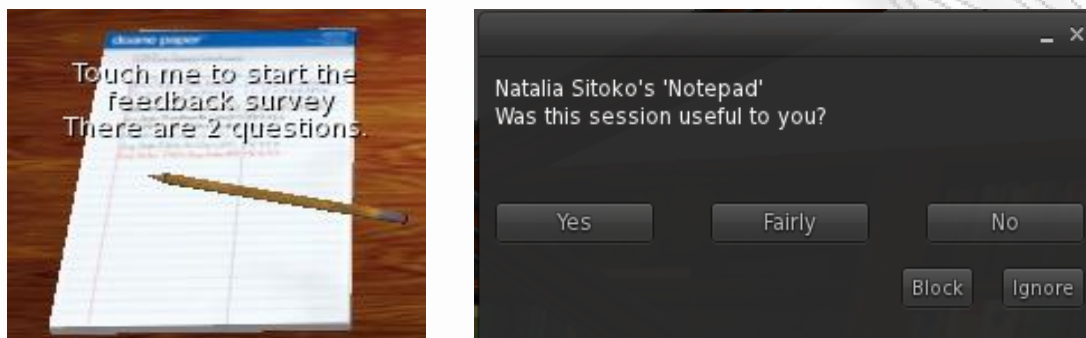 doane paper
Touch me to start the
feedback survey
There are 2 questions.
Natalia Sitoko's 'Notepad'
Was this session useful to you?
Yes
Fairly
No
Block
Ignore